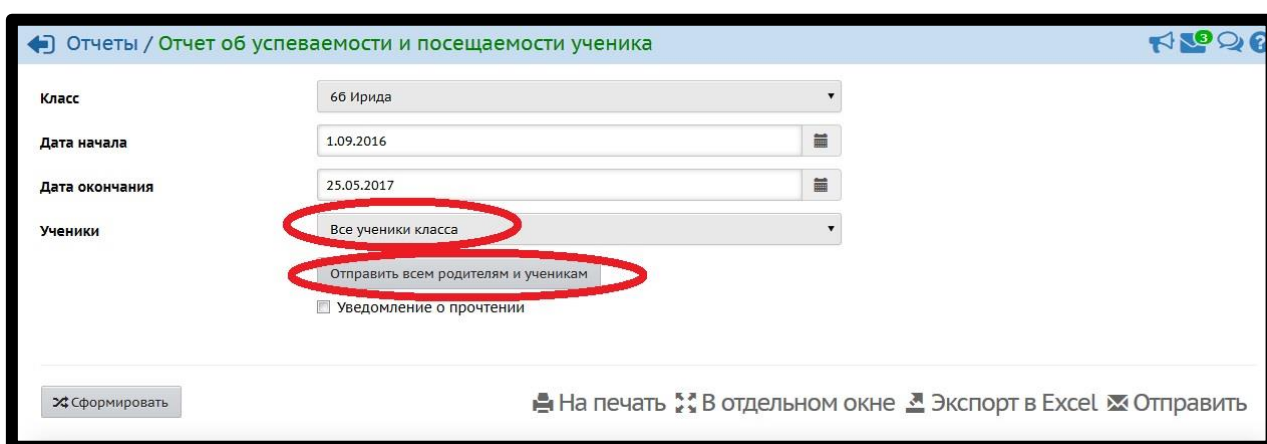 Отчеты / Отчет об успеваемости и посещаемости ученика
3
?
Класс
6б Ирида
Дата начала
1.09.2016
Дата окончания
25.05.2017
Ученики
Все ученики класса
Отправить всем родителям и ученикам
Уведомление о прочтении
Сформировать
На печать В отдельном окне Экспорт в Excel Отправить